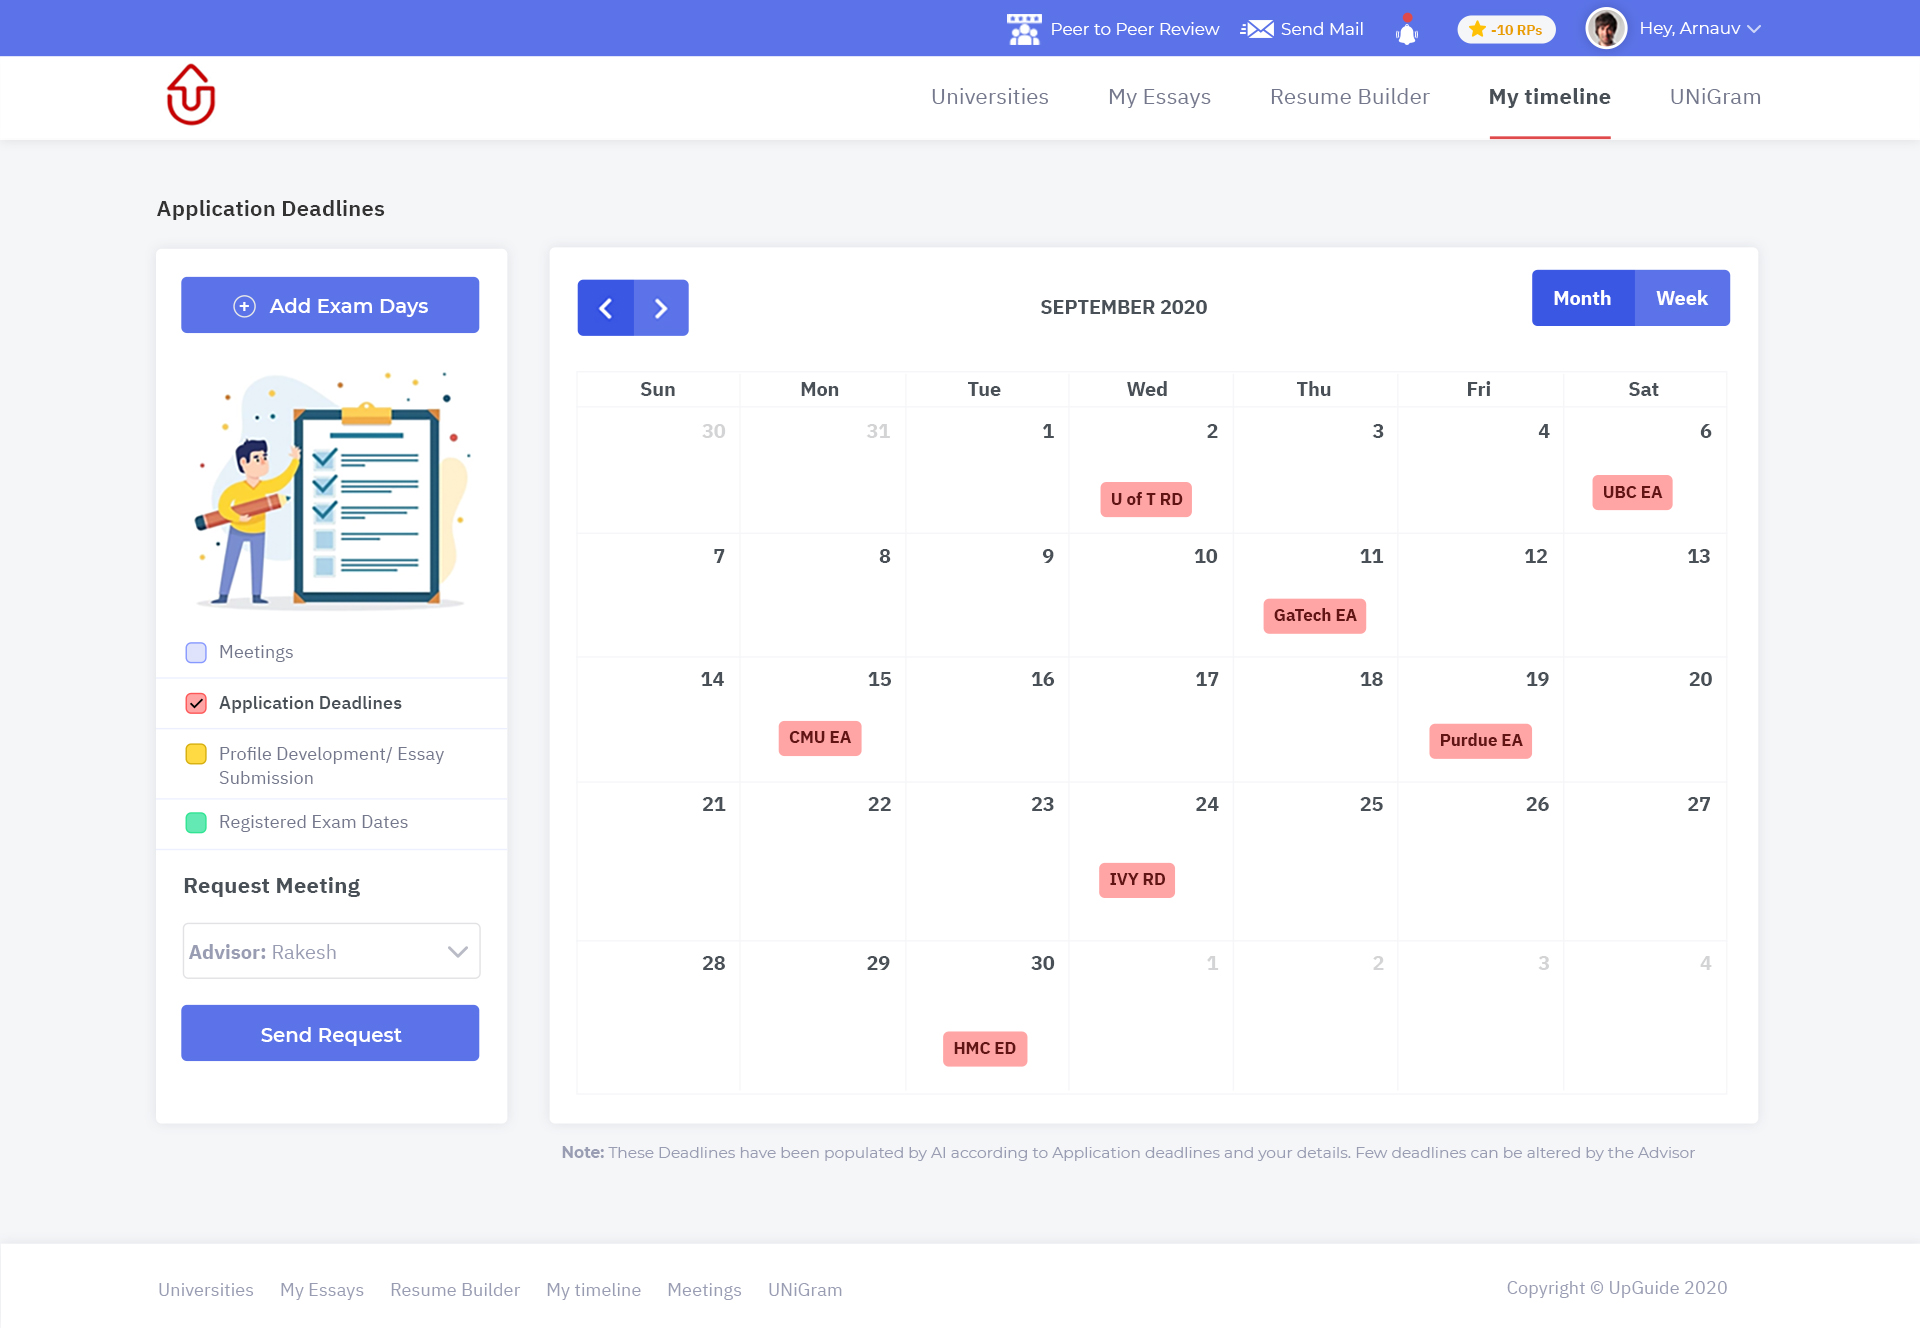 Peer to Peer Review
Send Mail
-10 RPs
Hey, Arnauv
Universities
My Essays
Resume Builder
My timeline
UNiGram
Application Deadlines
Add Exam Days
Meetings
Application Deadlines
Profile Development/ Essay
Submission
Registered Exam Dates
Request Meeting
Advisor: Rakesh
Send Request
SEPTEMBER 2020
Month
Week
Sun Mon Tue Wed Thu Fri Sat
30 31 1 2 3 4 6
U of T RD
UBC EA
7 8 9 10 11 12 13
GaTech EA
14 15 16 17 18 19 20
CMU EA
Purdue EA
21 22 23 24 25 26 27
IVY RD
28 29 30 1 2 3 4
HMC ED
Note: These Deadlines have been populated by AI according to Application deadlines and your details. Few deadlines can be altered by the Advisor
Universities
My Essays
Resume Builder
My timeline
Meetings
UNiGram
Copyright © UpGuide 2020